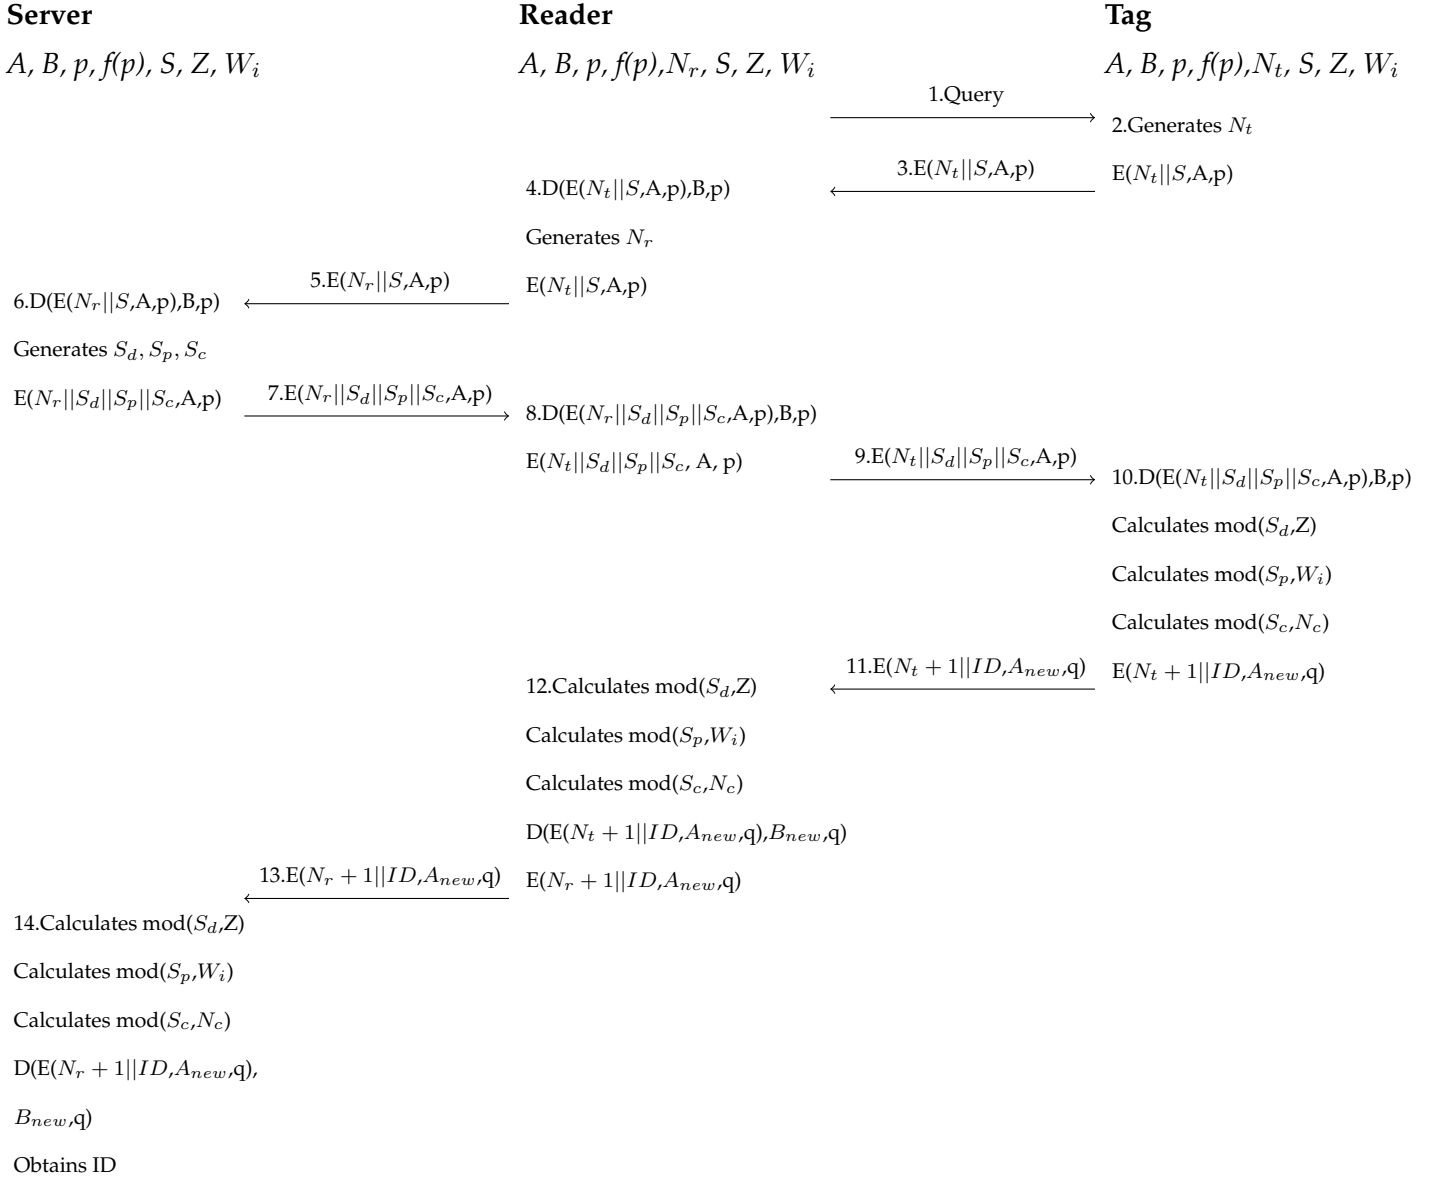 Server Reader Tag
A, B, p, f(p), S, Z, W_i A, B, p, f(p),N_r, S, Z, W_i A, B, p, f(p),N_t, S, Z, W_i
1.Query
2.Generates N_t
3.E(N_t||S,A,p)
E(N_t||S,A,p)
4.D(E(N_t||S,A,p),B,p)
Generates N_r
5.E(N_r||S,A,p)
E(N_t||S,A,p)
6.D(E(N_r||S,A,p),B,p)
Generates S_d, S_p, S_c
E(N_r||S_d||S_p||S_c,A,p)
7.E(N_r||S_d||S_p||S_c,A,p)
8.D(E(N_r||S_d||S_p||S_c,A,p),B,p)
E(N_t||S_d||S_p||S_c, A, p)
9.E(N_t||S_d||S_p||S_c,A,p)
10.D(E(N_t||S_d||S_p||S_c,A,p),B,p)
Calculates mod(S_d,Z)
Calculates mod(S_p,W_i)
Calculates mod(S_c,N_c)
E(N_t + 1||ID,A_new,q)
11.E(N_t + 1||ID,A_new,q)
12.Calculates mod(S_d,Z)
Calculates mod(S_p,W_i)
Calculates mod(S_c,N_c)
D(E(N_t + 1||ID,A_new,q),B_new,q)
E(N_r + 1||ID,A_new,q)
13.E(N_r + 1||ID,A_new,q)
14.Calculates mod(S_d,Z)
Calculates mod(S_p,W_i)
Calculates mod(S_c,N_c)
D(E(N_r + 1||ID,A_new,q),
B_new,q)
Obtains ID